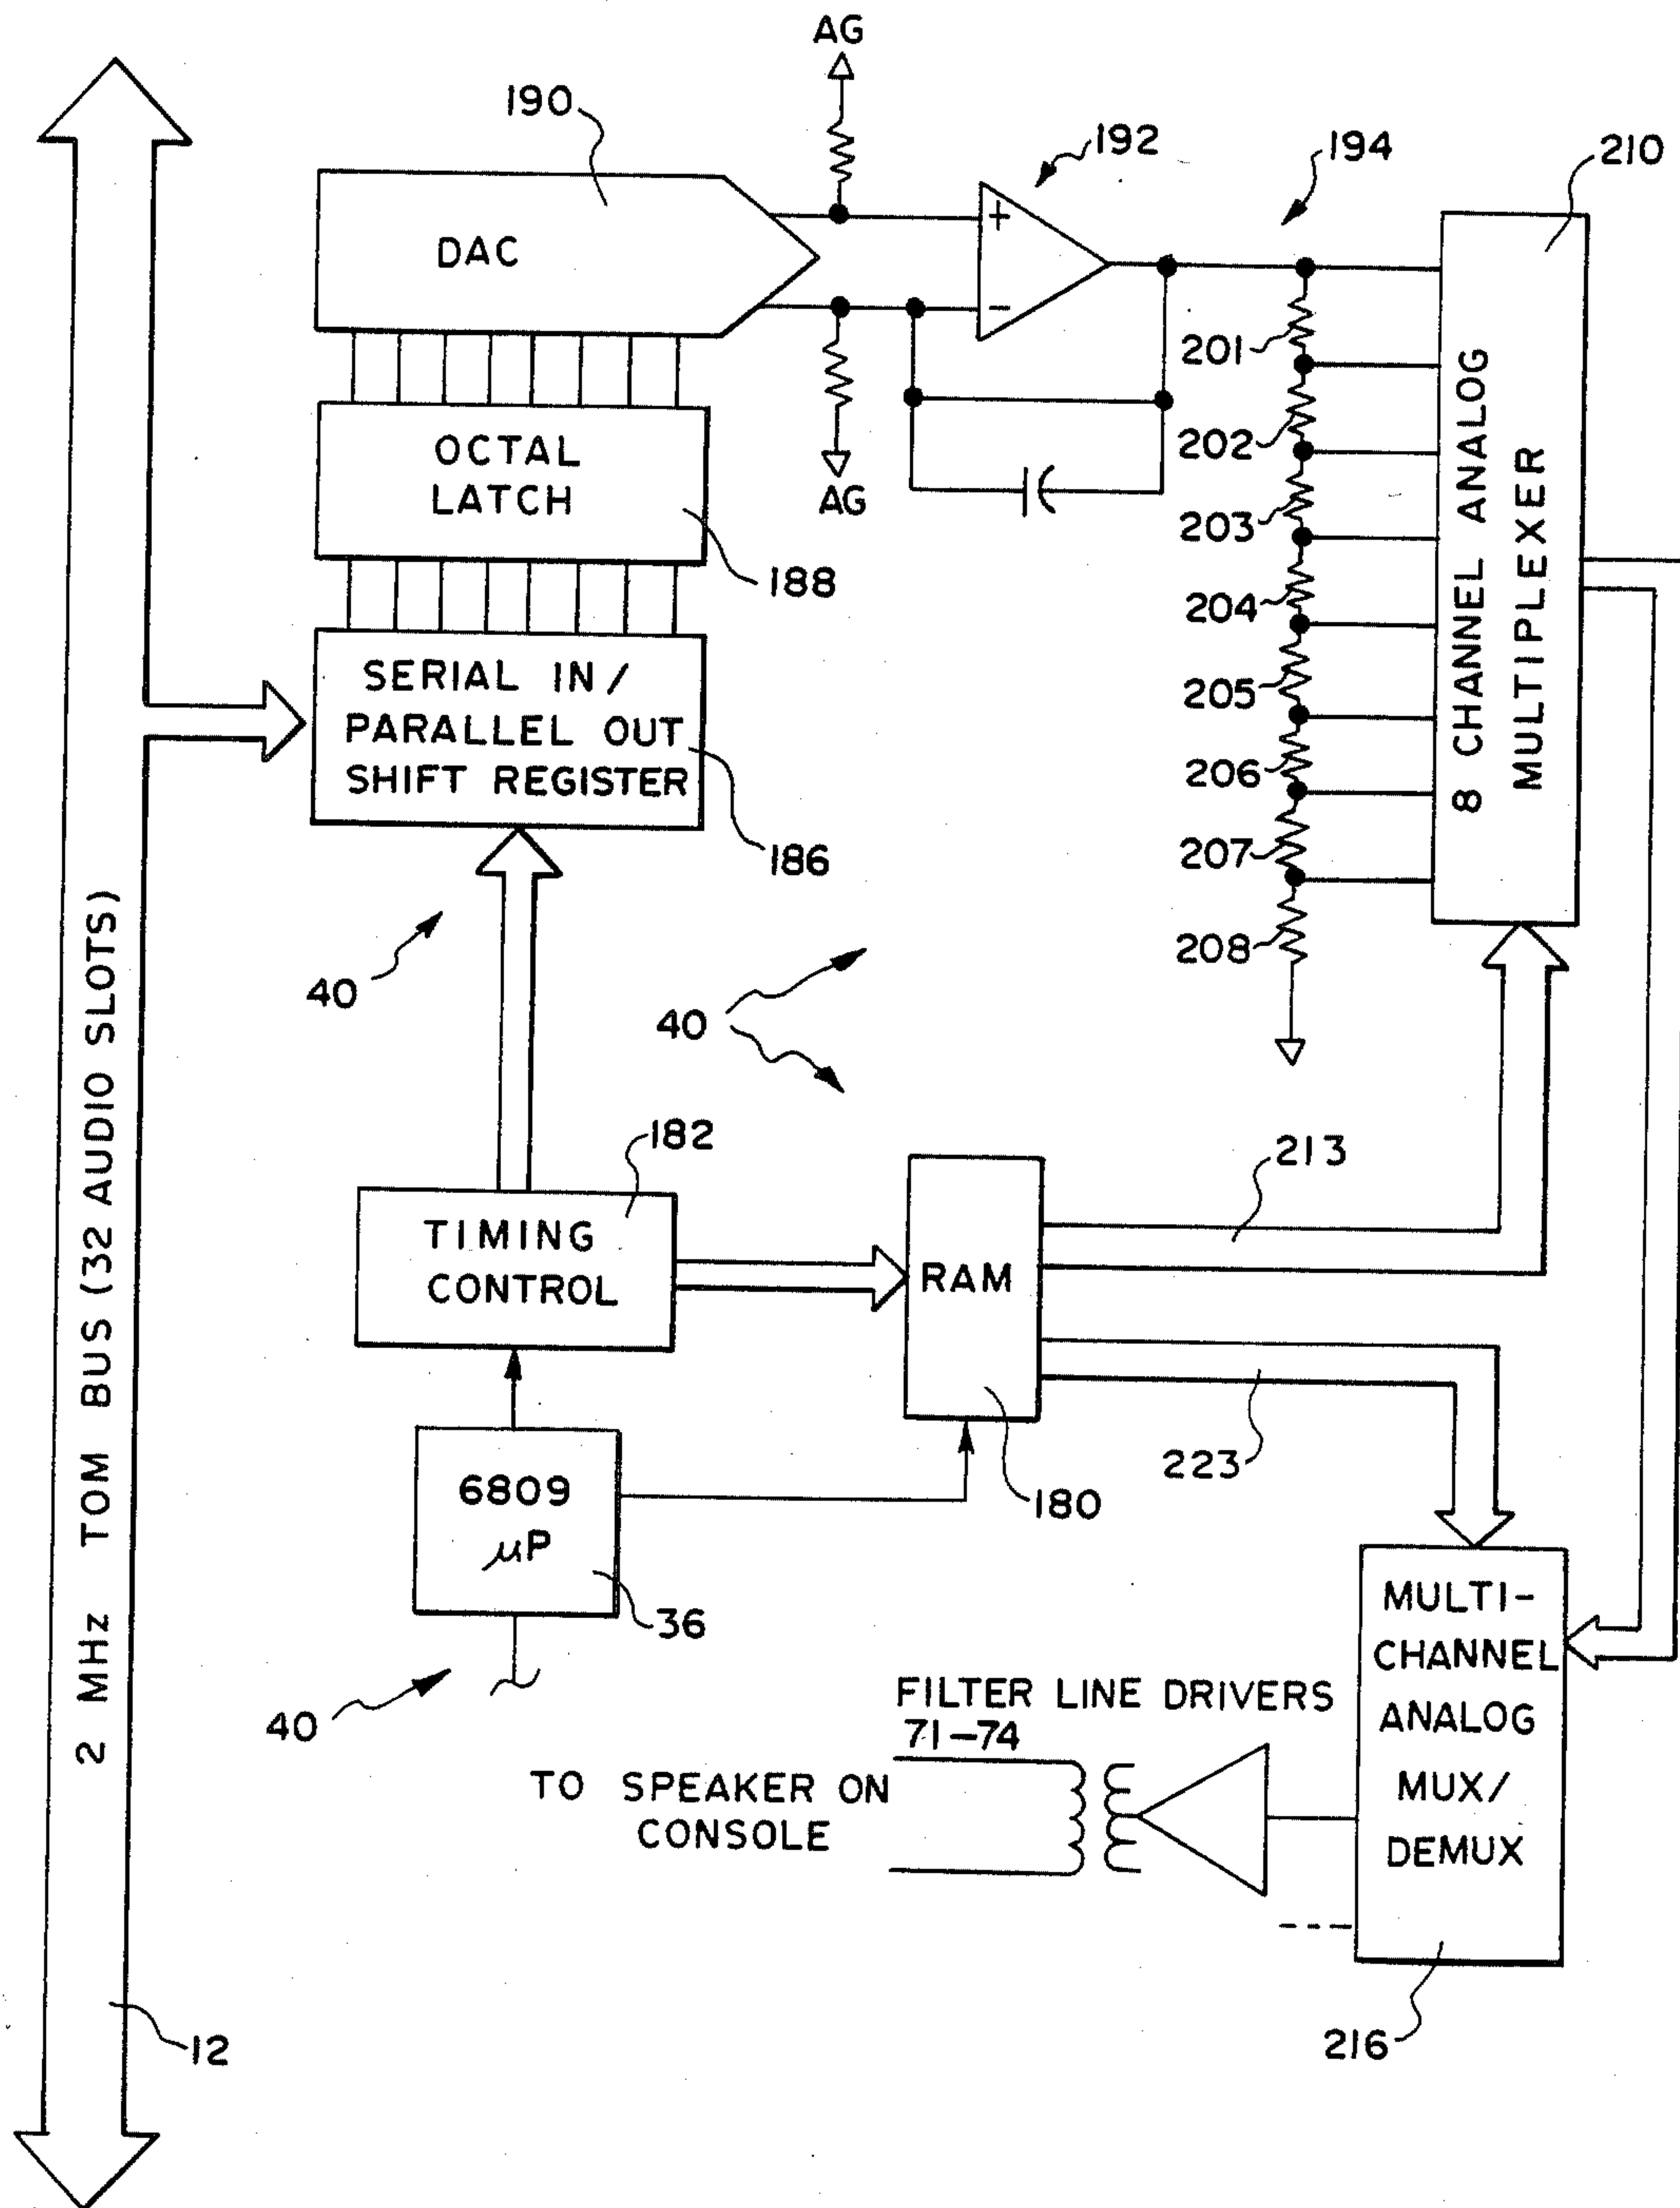 AG
190
192
194
210
DAC
+
-
AG
201
202
203
204
205
206
207
208
8 CHANNEL ANALOG
MULTIPLEXER
OCTAL
LATCH
188
SERIAL IN/
PARALLEL OUT
SHIFT REGISTER
186
40
40
2 MHz TOM BUS (32 AUDIO SLOTS)
182
213
TIMING
CONTROL
RAM
223
180
6809
µP
36
40
MULTI-
CHANNEL
ANALOG
MUX/
DEMUX
FILTER LINE DRIVERS
71-74
TO SPEAKER ON
CONSOLE
12
216